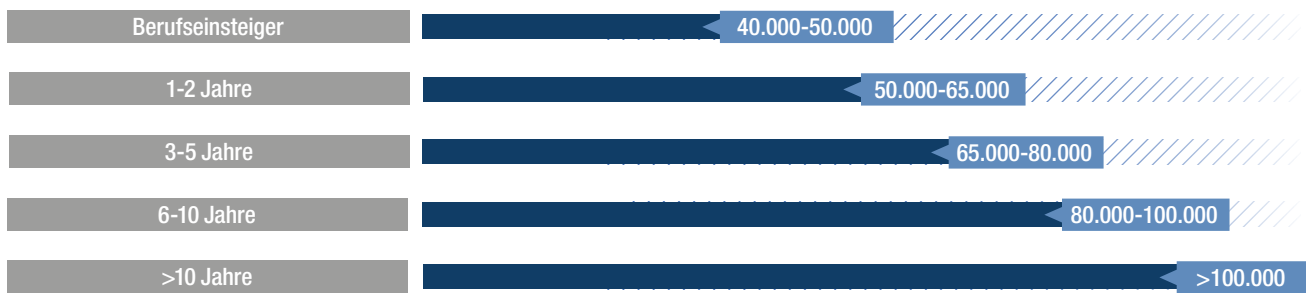 Berufseinsteiger 40.000-50.000
1-2 Jahre 50.000-65.000
3-5 Jahre 65.000-80.000
6-10 Jahre 80.000-100.000
>10 Jahre >100.000